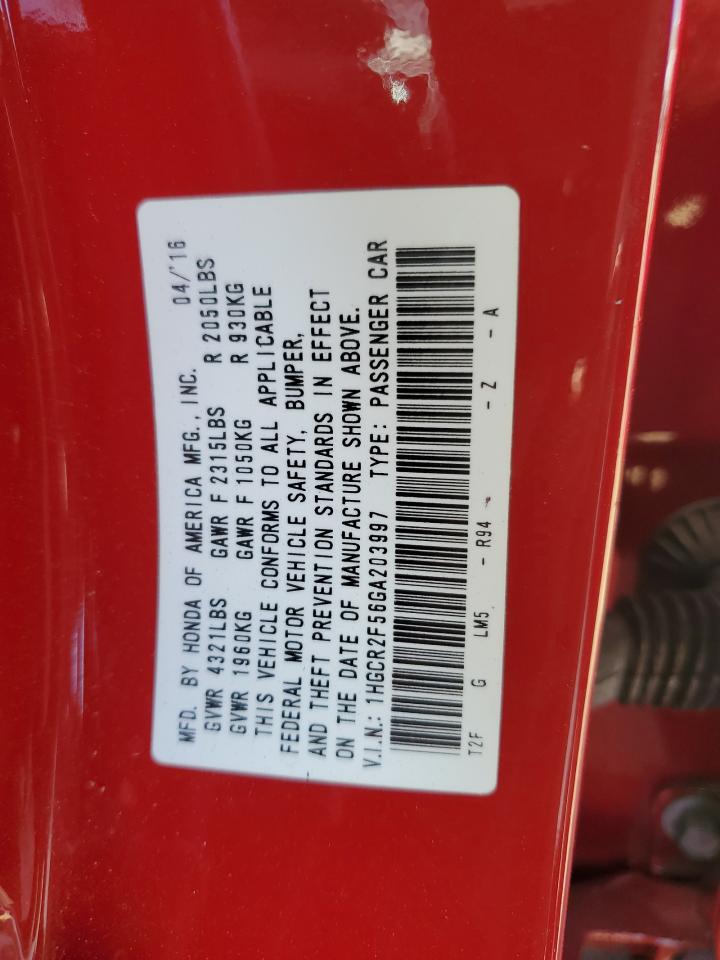 MFD. BY HONDA OF AMERICA MFG., INC. 04/'16
GVWR 4321LBS GAWR F 2315LBS R 2050LBS
GVWR 1960KG GAWR F 1050KG R 930KG
THIS VEHICLE CONFORMS TO ALL APPLICABLE
FEDERAL MOTOR VEHICLE SAFETY, BUMPER,
AND THEFT PREVENTION STANDARDS IN EFFECT
ON THE DATE OF MANUFACTURE SHOWN ABOVE.
V.I.N.: 1HGCR2F56GA203997 TYPE: PASSENGER CAR
T2F G LM5 - R94 - - Z - A